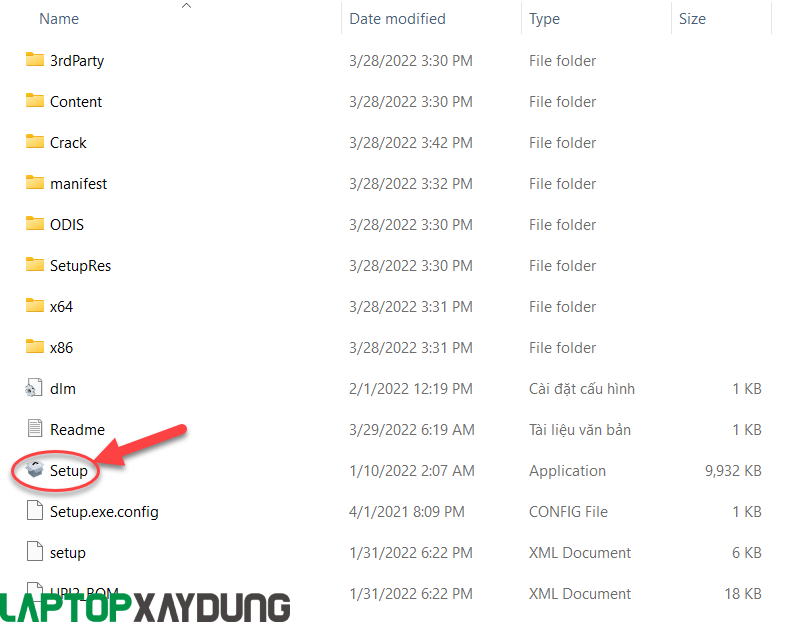 Name Date modified Type Size
3rdParty 3/28/2022 3:30 PM File folder
Content 3/28/2022 3:30 PM File folder
Crack 3/28/2022 3:42 PM File folder
manifest 3/28/2022 3:32 PM File folder
ODIS 3/28/2022 3:30 PM File folder
SetupRes 3/28/2022 3:30 PM File folder
x64 3/28/2022 3:31 PM File folder
x86 3/28/2022 3:31 PM File folder
dlm 2/1/2022 12:19 PM Cài đặt cấu hình 1 KB
Readme 3/29/2022 6:19 AM Tài liệu văn bản 1 KB
Setup 1/10/2022 2:07 AM Application 9,932 KB
Setup.exe.config 4/1/2021 8:09 PM CONFIG File 1 KB
setup 1/31/2022 6:22 PM XML Document 6 KB
UPI2_BOM 1/31/2022 6:22 PM XML Document 18 KB
LAPTOPXAYDUNG